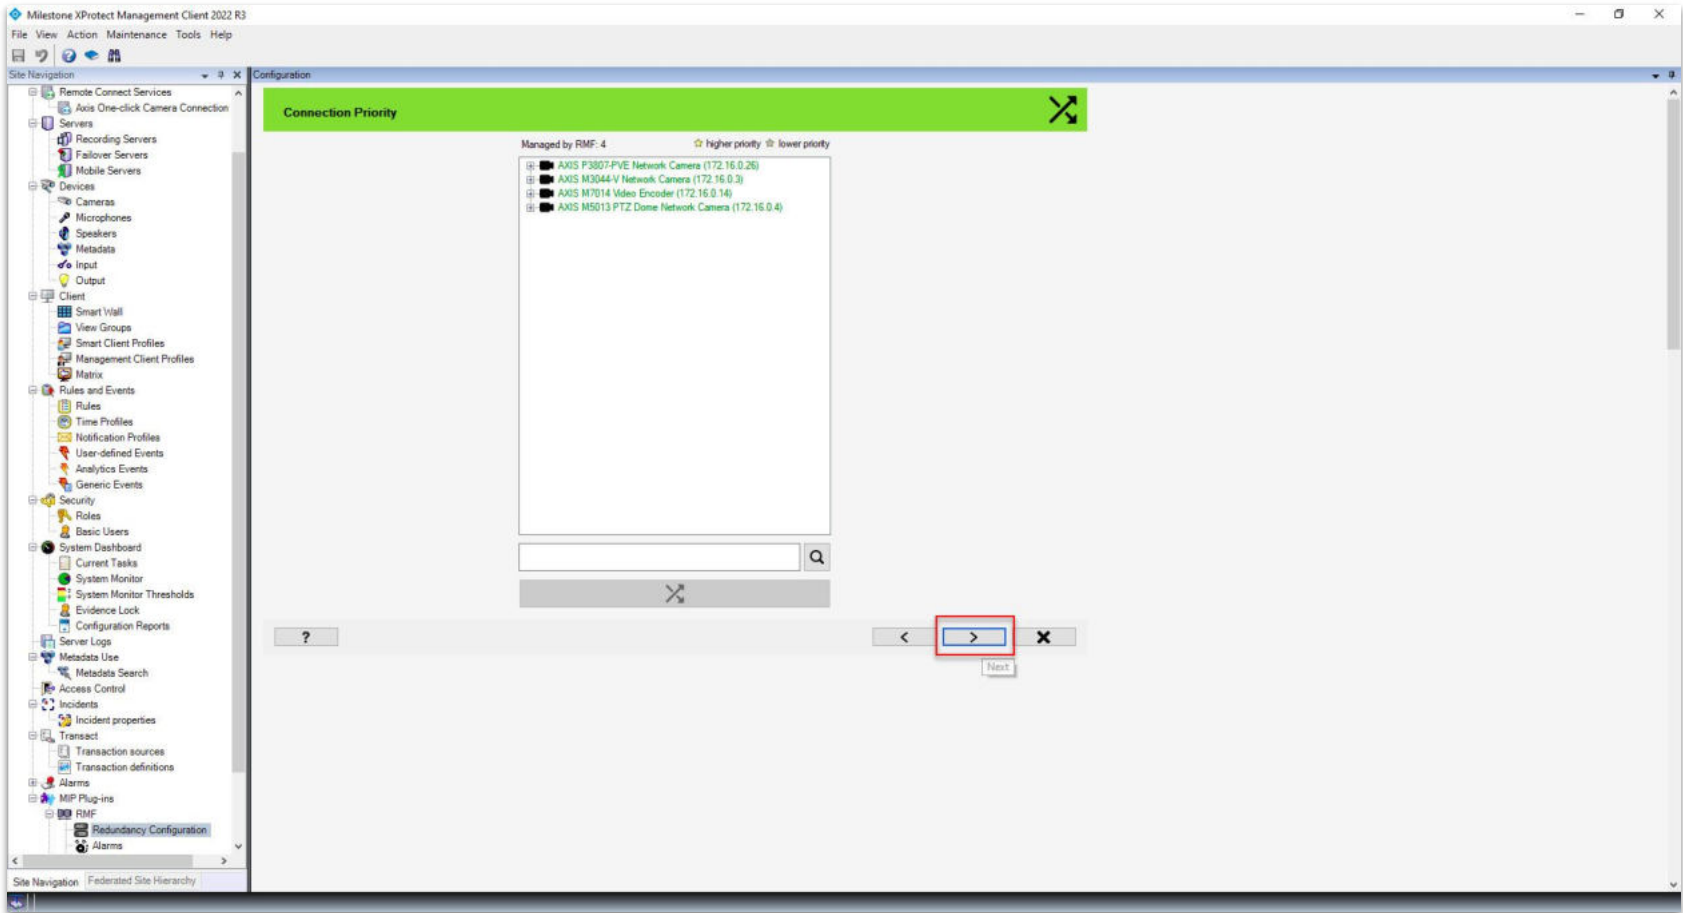 Milestone XProtect Management Client 2022 R3
File View Action Maintenance Tools Help
Site Navigation
Configuration
Remote Connect Services
Axis One-click Camera Connection
Servers
Recording Servers
Failover Servers
Mobile Servers
Devices
Cameras
Microphones
Speakers
Metadata
Input
Output
Client
Smart Wall
View Groups
Smart Client Profiles
Management Client Profiles
Matrix
Rules and Events
Rules
Time Profiles
Notification Profiles
User-defined Events
Analytics Events
Generic Events
Security
Roles
Basic Users
System Dashboard
Current Tasks
System Monitor
System Monitor Thresholds
Evidence Lock
Configuration Reports
Server Logs
Metadata Use
Metadata Search
Access Control
Incidents
Incident properties
Transact
Transaction sources
Transaction definitions
Alarms
MIP Plug-ins
RMF
Redundancy Configuration
Alarms
Site Navigation Federated Site Hierarchy
Connection Priority
Managed by RMF: 4 higher priority lower priority
AXIS P3807-PVE Network Camera (172.16.0.26)
AXIS M3044-V Network Camera (172.16.0.3)
AXIS M7014 Video Encoder (172.16.0.14)
AXIS M5013 PTZ Dome Network Camera (172.16.0.4)
?
< >
Next